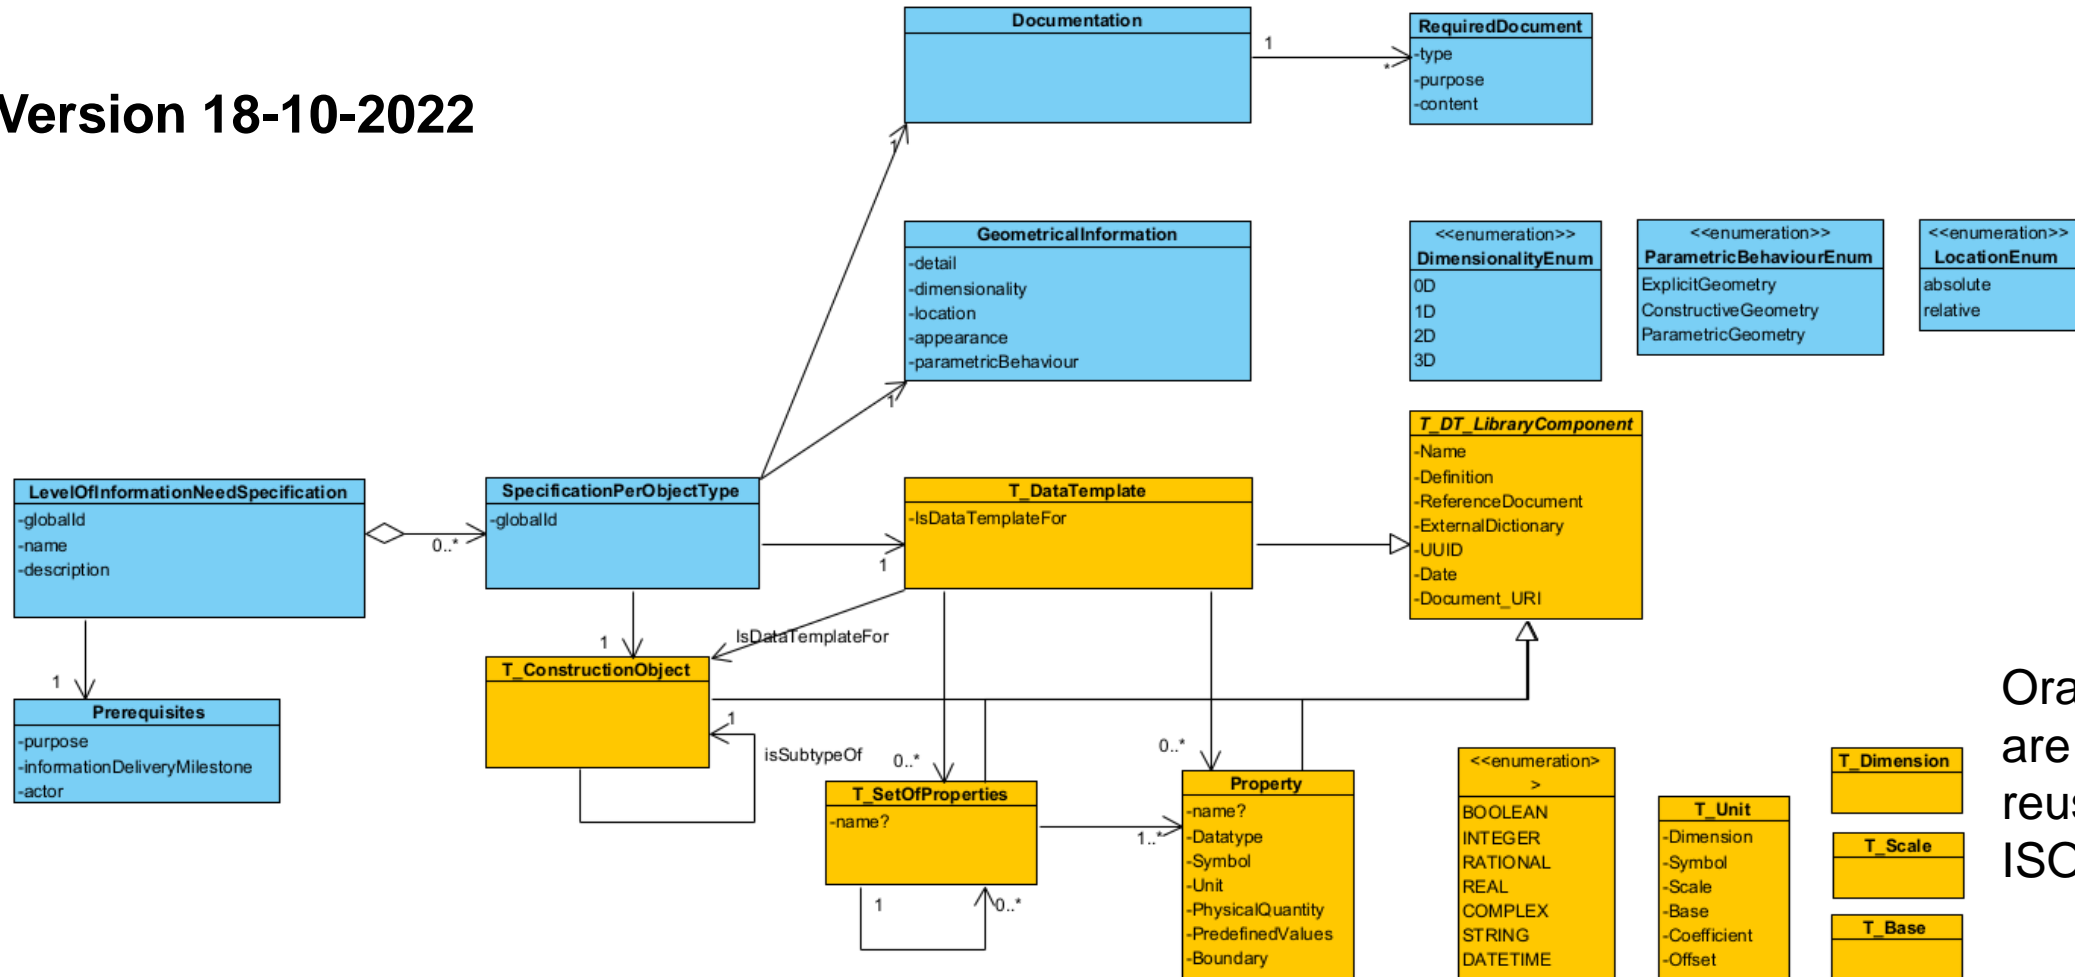 Version 18-10-2022
Documentation
1
*
RequiredDocument
-type
-purpose
-content
1
GeometricalInformation
-detail
-dimensionality
-location
-appearance
-parametricBehaviour
1
<<enumeration>>
DimensionalityEnum
0D
1D
2D
3D
<<enumeration>>
ParametricBehaviourEnum
ExplicitGeometry
ConstructiveGeometry
ParametricGeometry
<<enumeration>>
LocationEnum
absolute
relative
LevelOfInformationNeedSpecification
-globalId
-name
-description
0..*
SpecificationPerObjectType
-globalId
1
T_DataTemplate
-IsDataTemplateFor
T_DT_LibraryComponent
-Name
-Definition
-ReferenceDocument
-ExternalDictionary
-UUID
-Date
-Document_URI
1
Prerequisites
-purpose
-informationDeliveryMilestone
-actor
1
IsDataTemplateFor
T_ConstructionObject
1
isSubtypeOf
0..*
T_SetOfProperties
-name?
1
0..*
1..*
0..*
Property
-name?
-Datatype
-Symbol
-Unit
-PhysicalQuantity
-PredefinedValues
-Boundary
<<enumeration>
>
BOOLEAN
INTEGER
RATIONAL
REAL
COMPLEX
STRING
DATETIME
T_Unit
-Dimension
-Symbol
-Scale
-Base
-Coefficient
-Offset
T_Dimension
T_Scale
T_Base
Ora
are
reus
ISO